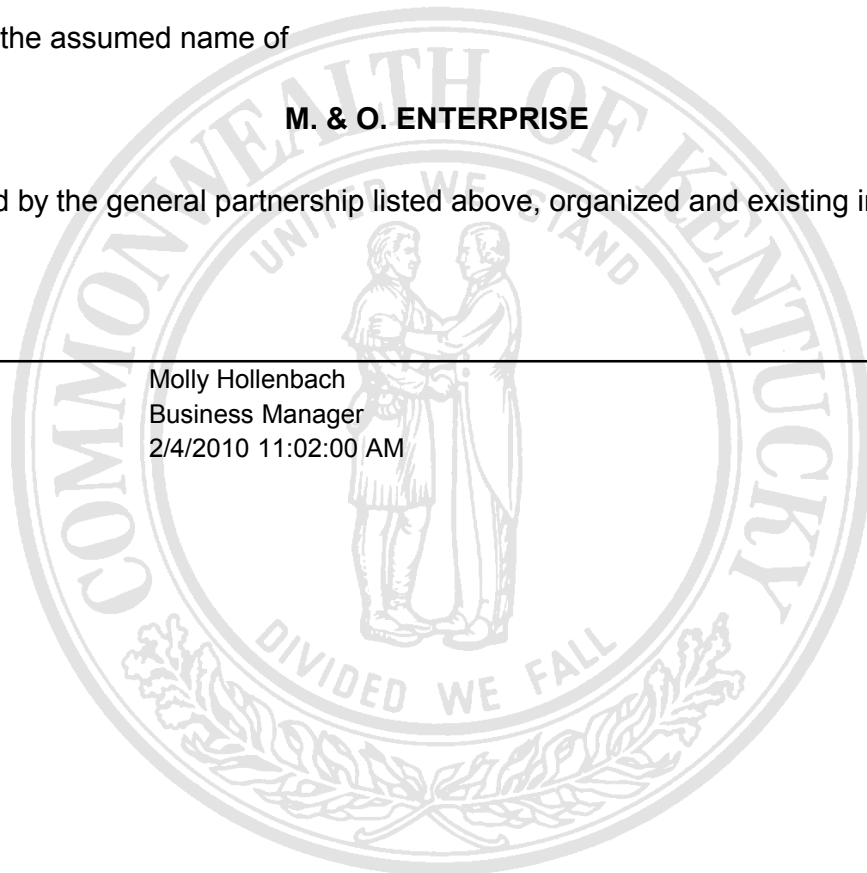 the assumed name of
M. & O. ENTERPRISE
by the general partnership listed above, organized and existing
Molly Hollenbach
Business Manager
2/4/2010 11:02:00 AM
COMMONWEALTH OF KENTUCKY
UNITED WE STAND
DIVIDED WE FALL